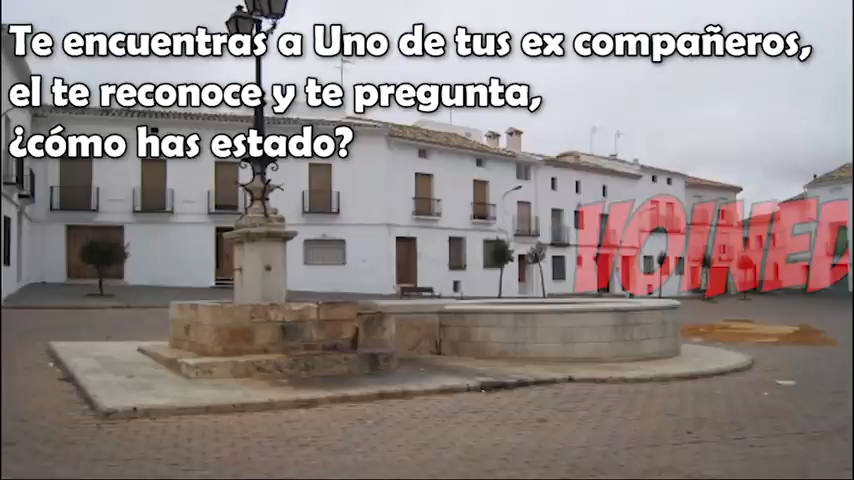 Te encuentras a Uno de tus ex compañeros,
el te reconoce y te pregunta,
¿cómo has estado?